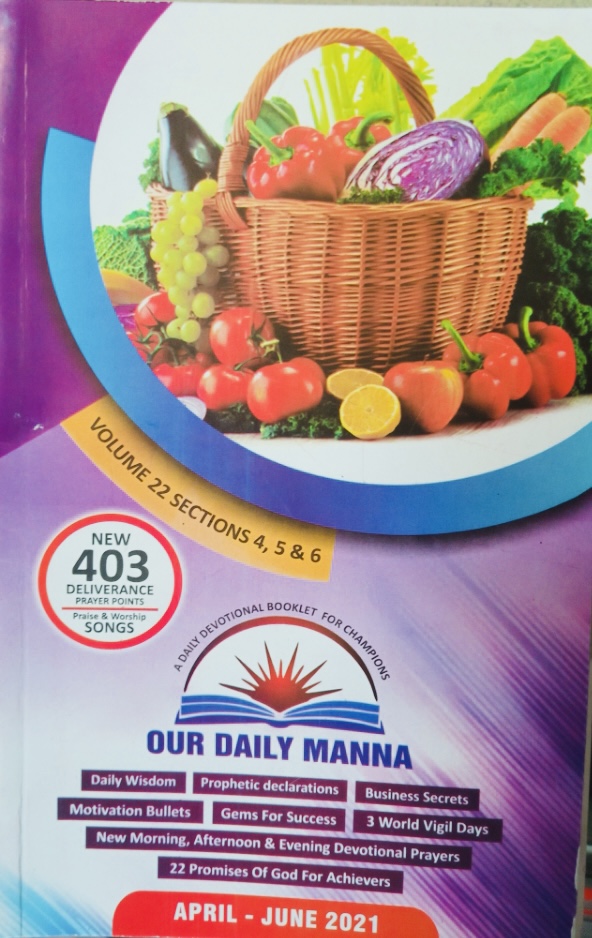 VOLUME 22 SECTIONS 4, 5 & 6
NEW
403
DELIVERANCE
PRAYER POINTS
Praise & Worship
SONGS
A DAILY DEVOTIONAL BOOKLET FOR CHAMPIONS
OUR DAILY MANNA
Daily Wisdom Prophetic declarations Business Secrets
Motivation Bullets Gems For Success 3 World Vigil Days
New Morning, Afternoon & Evening Devotional Prayers
22 Promises Of God For Achievers
APRIL - JUNE 2021